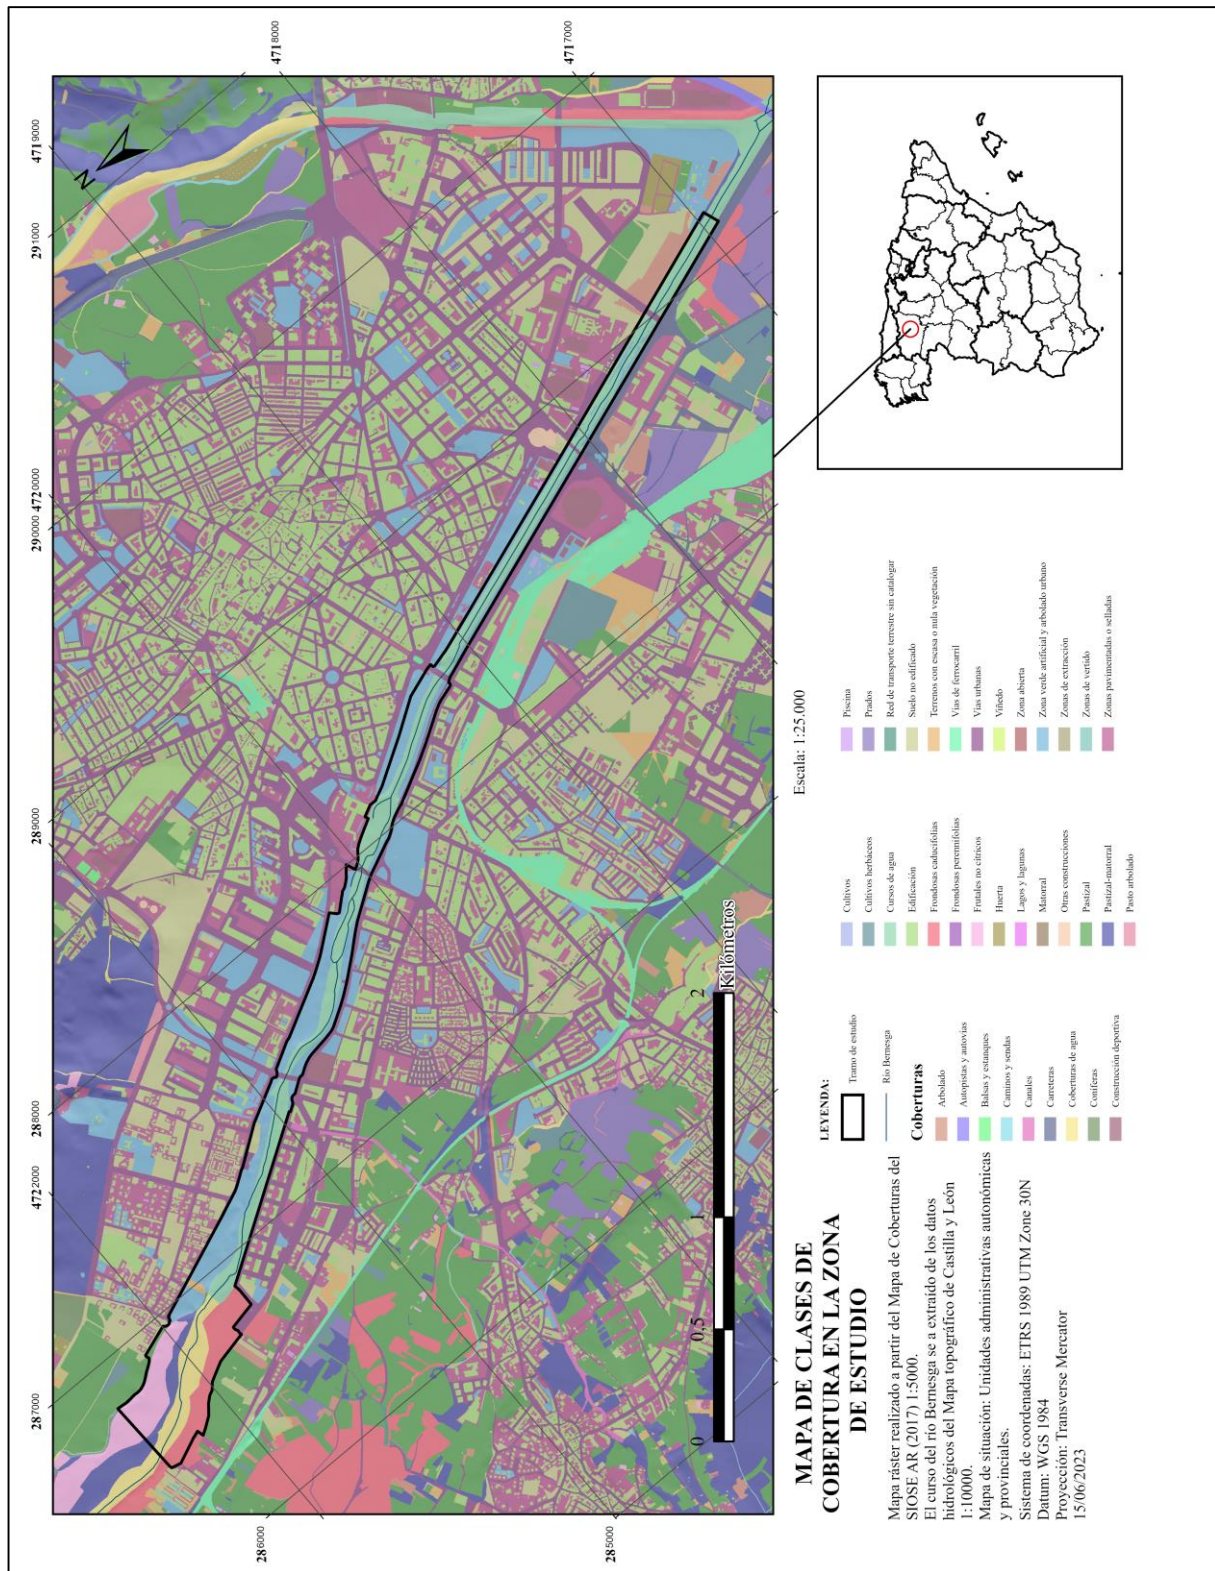 4718000
4717000
4719000
291000
4720000
290000
289000
288000
4722000
287000
286000
285000
N
0
0,5
1
2
Kilómetros
MAPA DE CLASES DE
COBERTURA EN LA ZONA
DE ESTUDIO
Mapa ráster realizado a partir del Mapa de Coberturas del
SIOSE AR (2017) 1:5000.
El curso del río Bernesga se a extraído de los datos
hidrológicos del Mapa topográfico de Castilla y León
1:10000.
Mapa de situación: Unidades administrativas autonómicas
y provinciales.
Sistema de coordenadas: ETRS 1989 UTM Zone 30N
Datum: WGS 1984
Proyección: Transverse Mercator
15/06/2023
LEYENDA:
Tramo de estudio
Río Bernesga
Coberturas
Arbolado
Autopistas y autovías
Balsas y estanques
Caminos y sendas
Canales
Carreteras
Coberturas de agua
Coníferas
Construcción deportiva
Cultivos
Cultivos herbáceos
Cursos de agua
Edificación
Frondosas caducifolias
Frondosas perennifolias
Frutales no cítricos
Huerta
Lagos y lagunas
Matorral
Otras construcciones
Pastizal
Pastizal-matorral
Pasto arbolado
Piscina
Prados
Red de transporte terrestre sin catalogar
Suelo no edificado
Terrenos con escasa o nula vegetación
Vías de ferrocarril
Vías urbanas
Viñedo
Zona abierta
Zona verde artificial y arbolado urbano
Zonas de extracción
Zonas de vertido
Zonas pavimentadas o selladas
Escala: 1:25.000